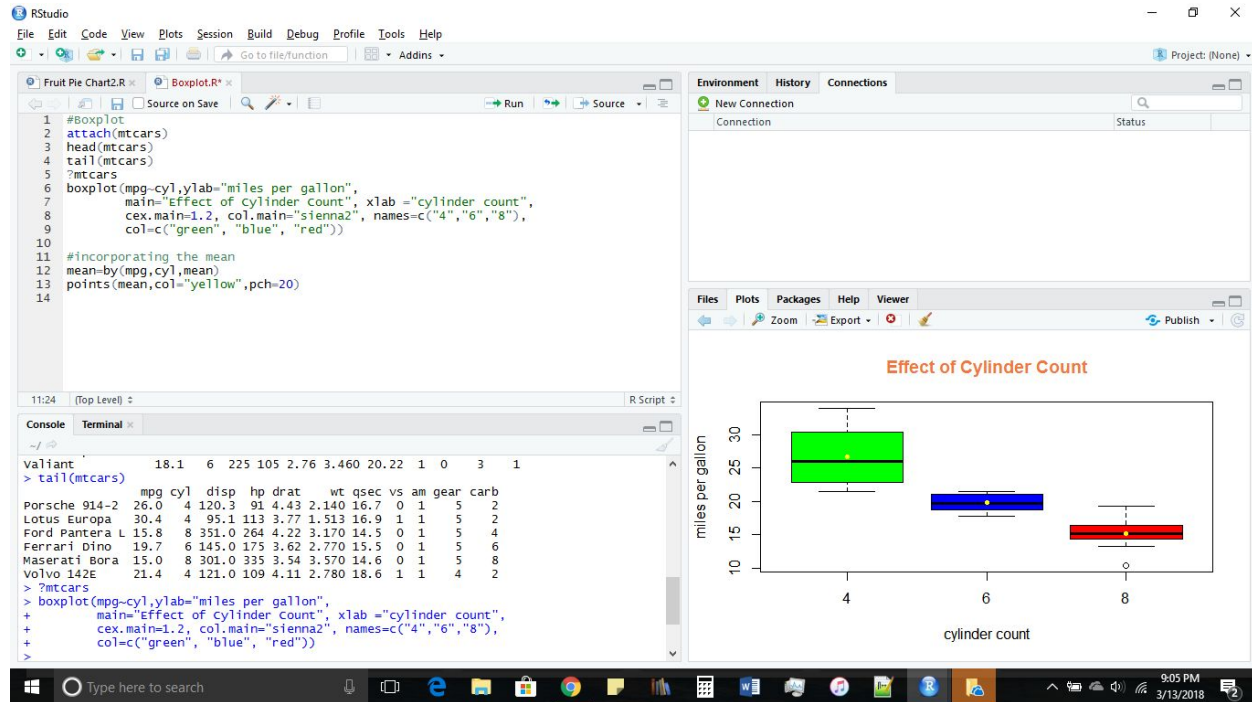 RStudio
File Edit Code View Plots Session Build Debug Profile Tools Help
Go to file/function Addins Project: (None)
Fruit Pie Chart2.R Boxplot.R*
Source on Save Run Source
1 #Boxplot
2 attach(mtcars)
3 head(mtcars)
4 tail(mtcars)
5 ?mtcars
6 boxplot(mpg~cyl,ylab="miles per gallon",
7 main="Effect of Cylinder Count", xlab ="cylinder count",
8 cex.main=1.2, col.main="sienna2", names=c("4","6","8"),
9 col=c("green", "blue", "red"))
10
11 #incorporating the mean
12 mean=by(mpg,cyl,mean)
13 points(mean,col="yellow",pch=20)
14
11:24 (Top Level) R Script
Console Terminal
~/
Valiant 18.1 6 225 105 2.76 3.460 20.22 1 0 3 1
> tail(mtcars)
mpg cyl disp hp drat wt qsec vs am gear carb
Porsche 914-2 26.0 4 120.3 91 4.43 2.140 16.7 0 1 5 2
Lotus Europa 30.4 4 95.1 113 3.77 1.513 16.9 1 1 5 2
Ford Pantera L 15.8 8 351.0 264 4.22 3.170 14.5 0 1 5 4
Ferrari Dino 19.7 6 145.0 175 3.62 2.770 15.5 0 1 5 6
Maserati Bora 15.0 8 301.0 335 3.54 3.570 14.6 0 1 5 8
Volvo 142E 21.4 4 121.0 109 4.11 2.780 18.6 1 1 4 2
> ?mtcars
> boxplot(mpg~cyl,ylab="miles per gallon",
+ main="Effect of Cylinder Count", xlab ="cylinder count",
+ cex.main=1.2, col.main="sienna2", names=c("4","6","8"),
+ col=c("green", "blue", "red"))
>
Environment History Connections
New Connection
Connection Status
Files Plots Packages Help Viewer
Zoom Export Publish
Effect of Cylinder Count
miles per gallon
30
25
20
15
10
4 6 8
cylinder count
Type here to search
9:05 PM
3/13/2018
2